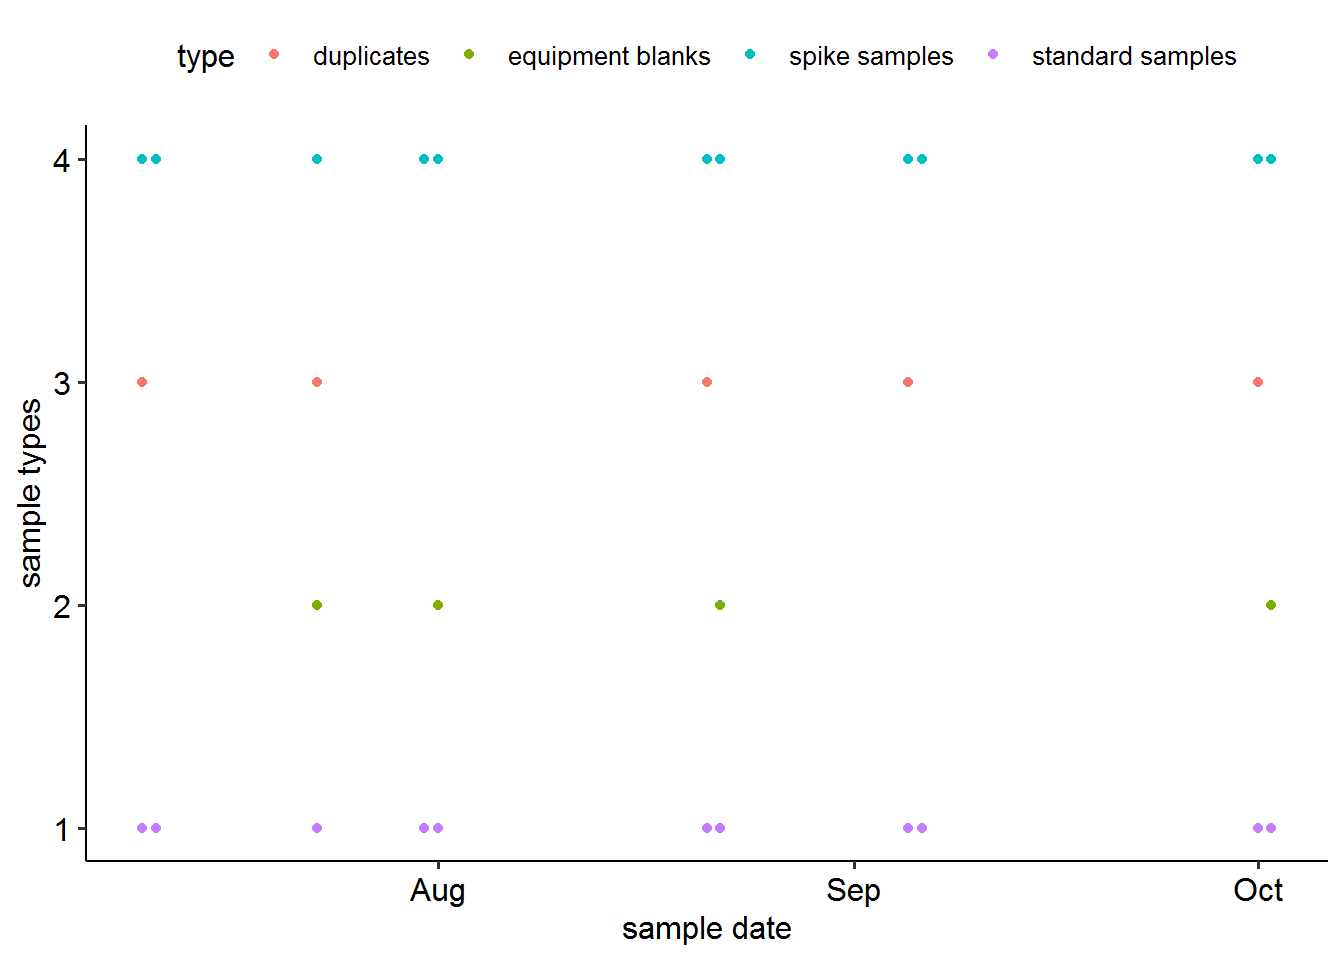 type duplicates equipment blanks spike samples standard samples
4
3
2
1
sample types
Aug Sep Oct
sample date